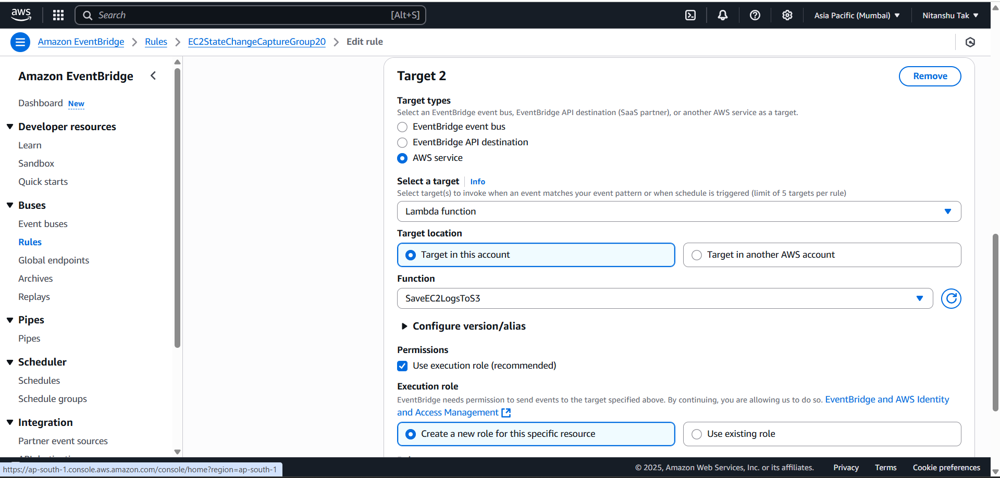 aws
Search
[Alt+S]
Asia Pacific (Mumbai)
Nitanshu Tak
Amazon EventBridge
Rules
EC2StateChangeCaptureGroup20
Edit rule
Amazon EventBridge
Dashboard New
Developer resources
Learn
Sandbox
Quick starts
Buses
Event buses
Rules
Global endpoints
Archives
Replays
Pipes
Pipes
Scheduler
Schedules
Schedule groups
Integration
Partner event sources
Target 2
Remove
Target types
Select an EventBridge event bus, EventBridge API destination (SaaS partner), or another AWS service as a target.
EventBridge event bus
EventBridge API destination
AWS service
Select a target Info
Select target(s) to invoke when an event matches your event pattern or when schedule is triggered (limit of 5 targets per rule)
Lambda function
Target location
Target in this account
Target in another AWS account
Function
SaveEC2LogsToS3
Configure version/alias
Permissions
Use execution role (recommended)
Execution role
EventBridge needs permission to send events to the target specified above. By continuing, you are allowing us to do so. EventBridge and AWS Identity
and Access Management
Create a new role for this specific resource
Use existing role
https://ap-south-1.console.aws.amazon.com/console/home?region=ap-south-1
© 2025, Amazon Web Services, Inc. or its affiliates.
Privacy
Terms
Cookie preferences